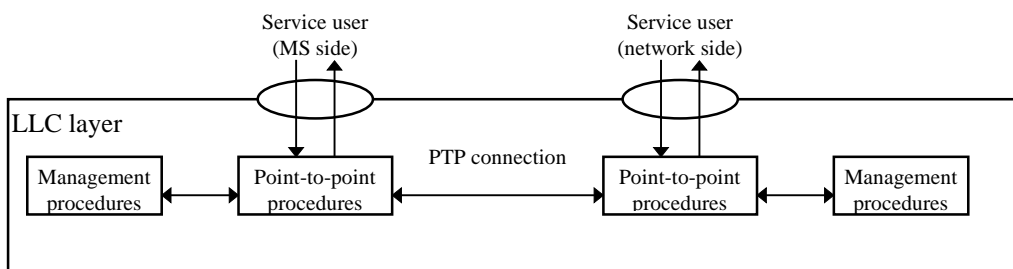 Service user
(MS side)
Service user
(network side)
LLC layer
PTP connection
Management
procedures
Point-to-point
procedures
Point-to-point
procedures
Management
procedures